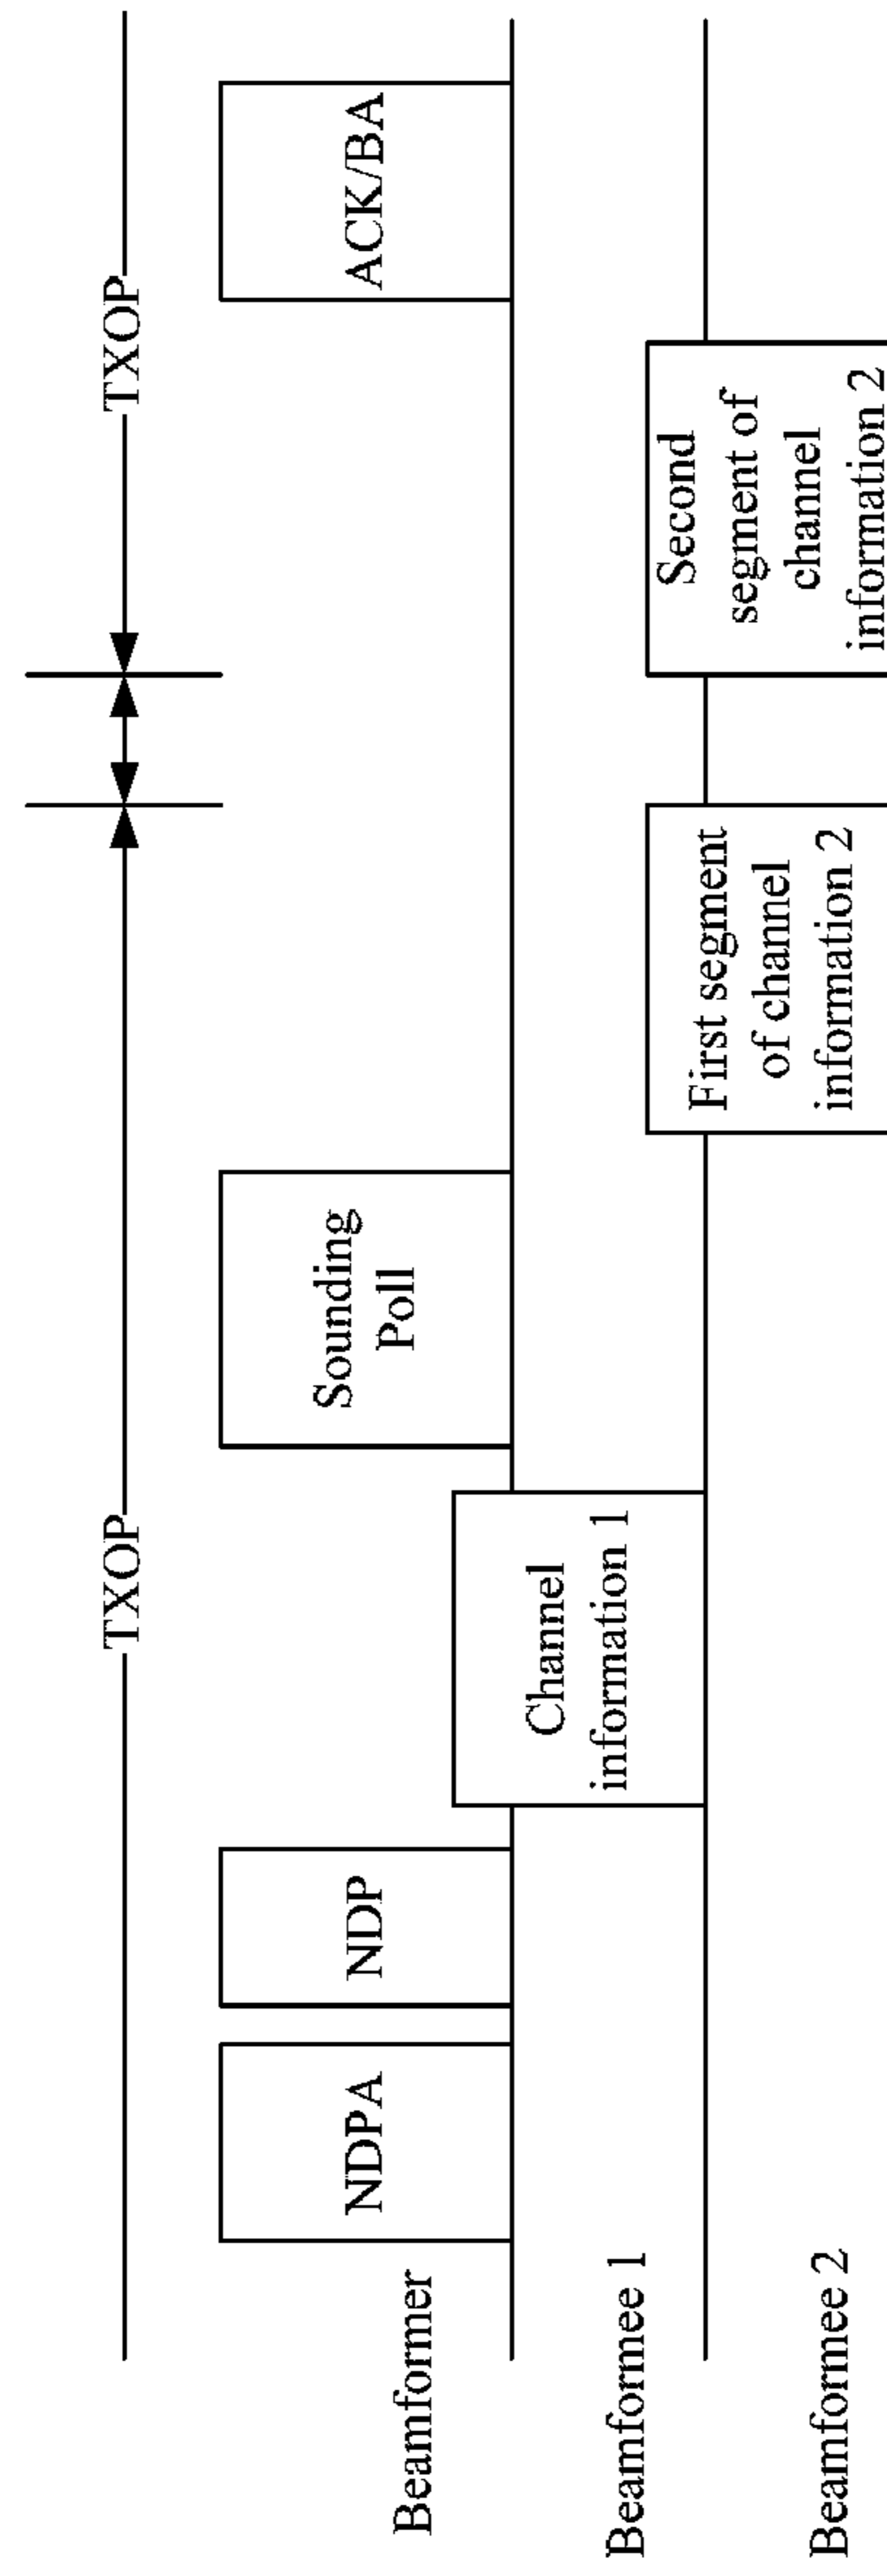 TXOP
TXOP
Beamformer
NDPA
NDP
Sounding
Poll
ACK/BA
Beamformee 1
Channel
information 1
Beamformee 2
First segment
of channel
information 2
Second
segment of
channel
information 2